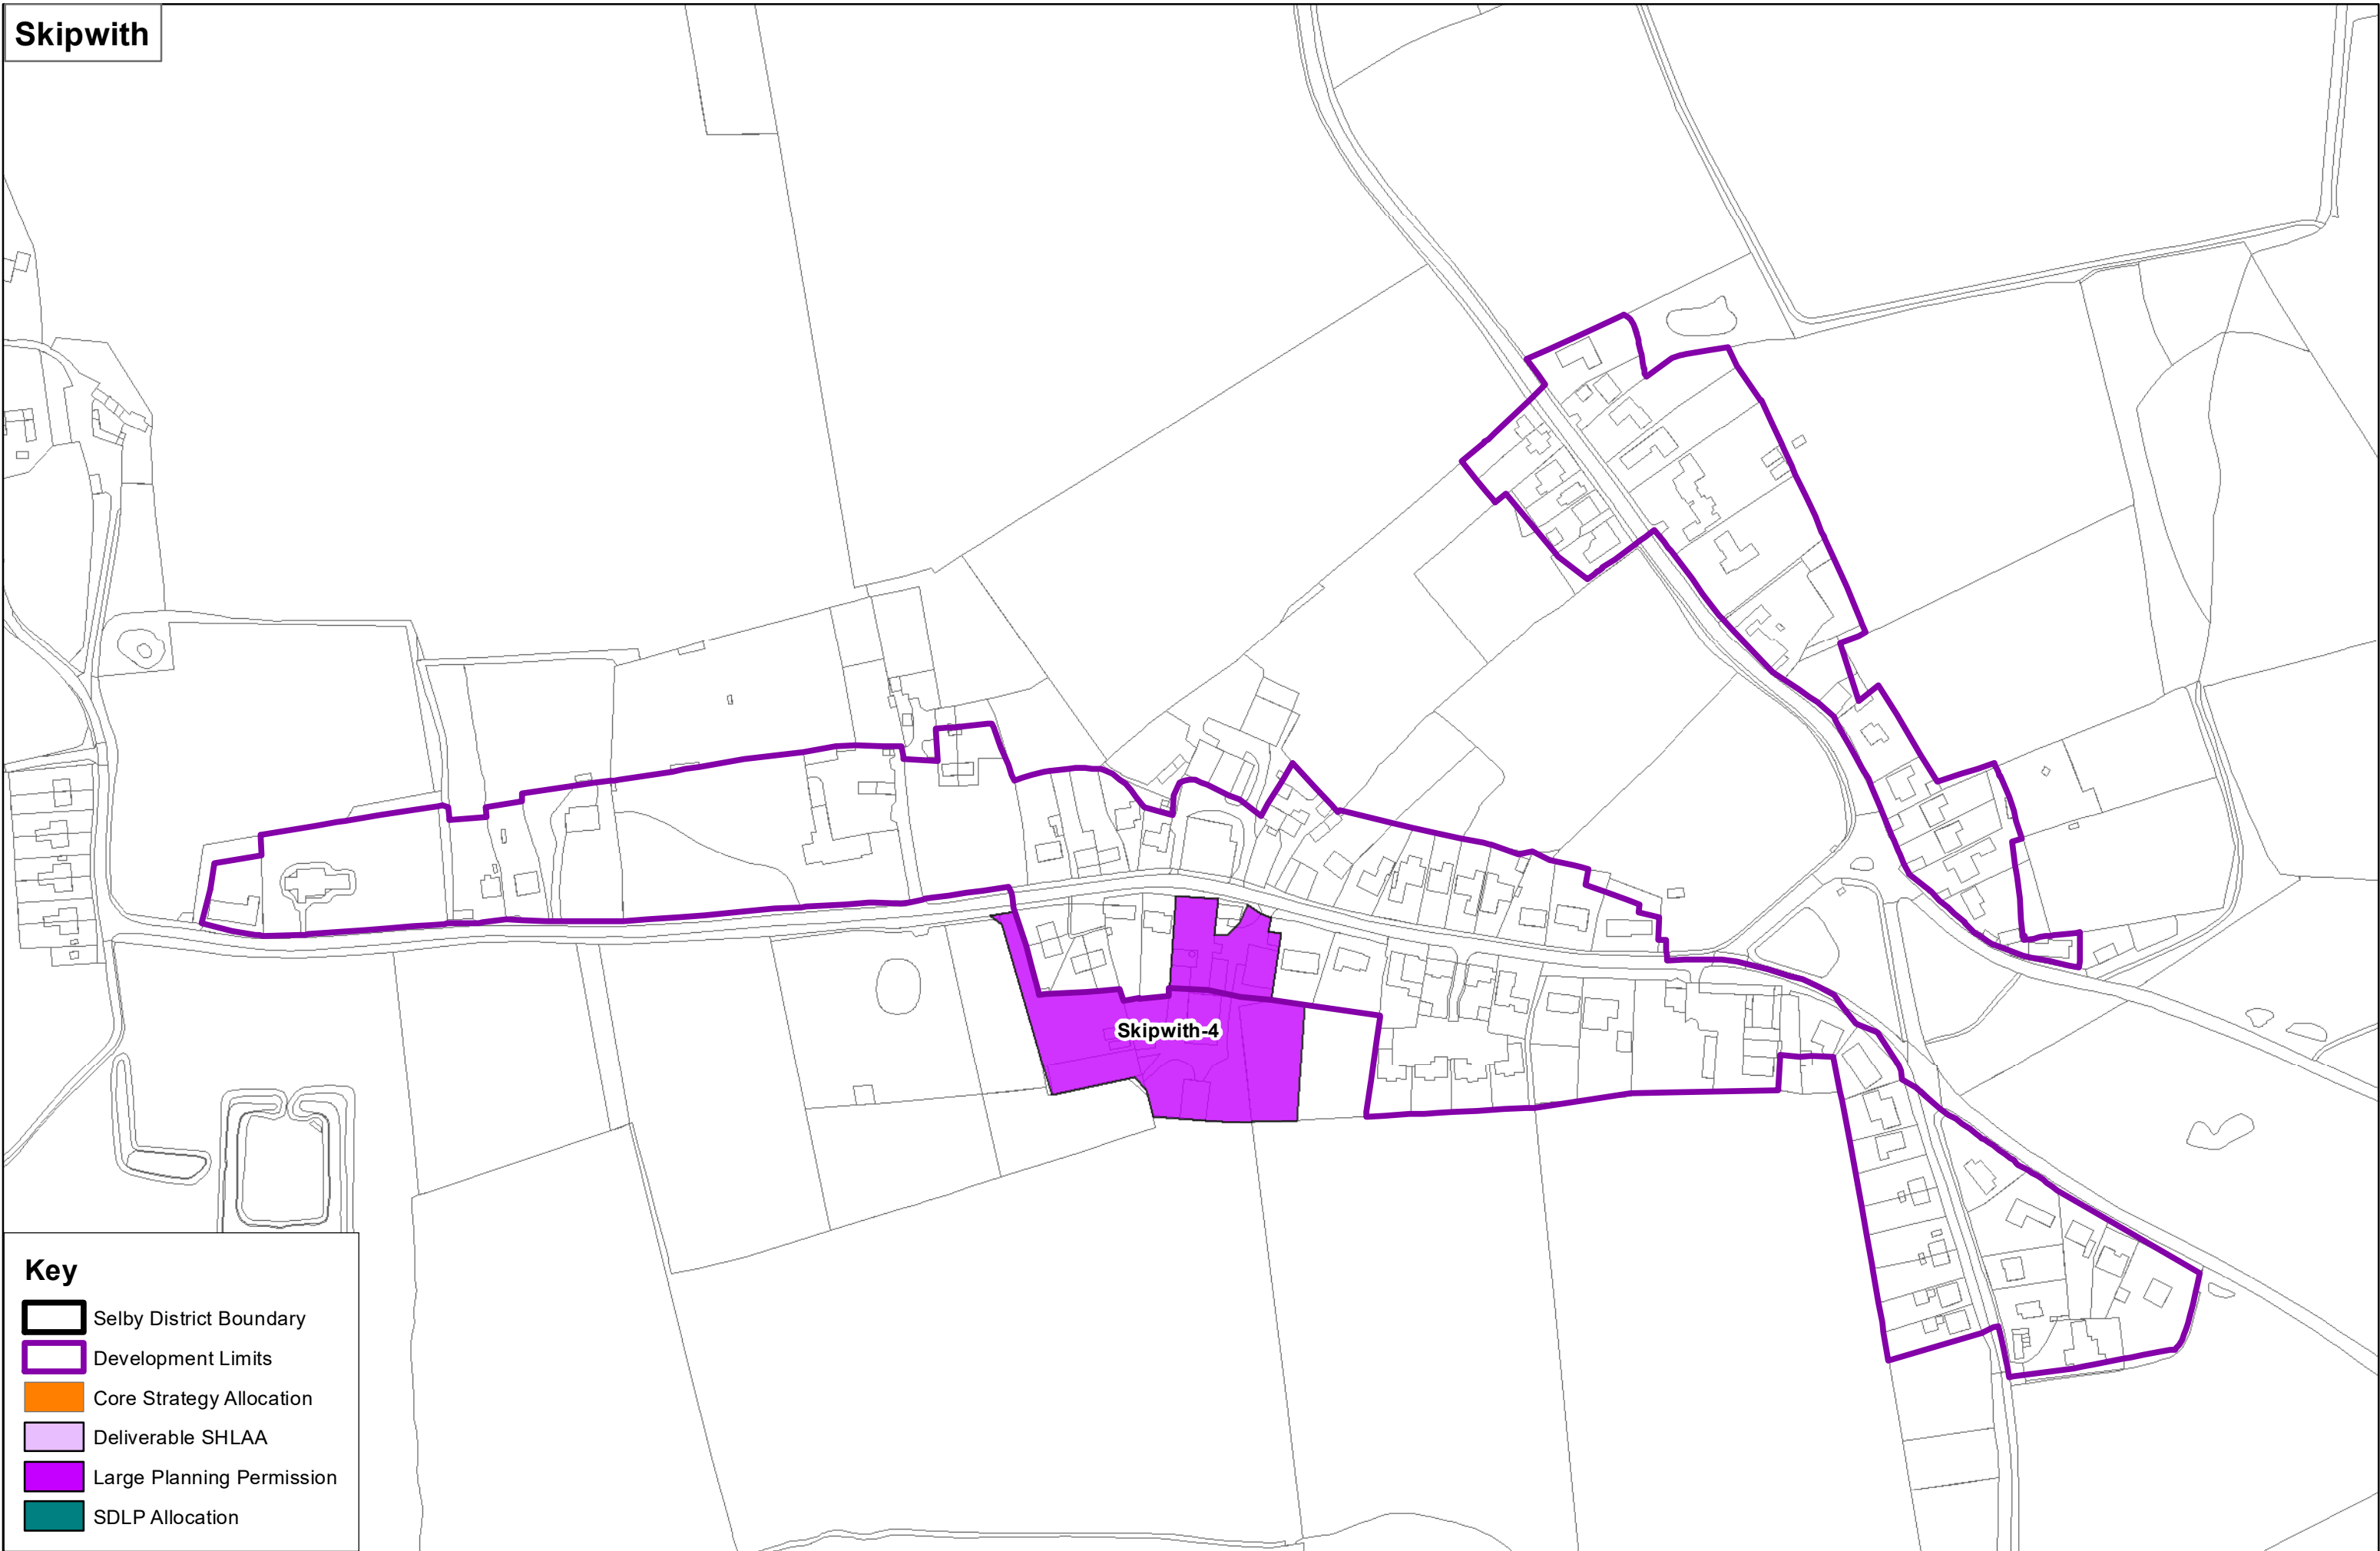 Skipwith
Skipwith-4
Key
Selby District Boundary
Development Limits
Core Strategy Allocation
Deliverable SHLAA
Large Planning Permission
SDLP Allocation